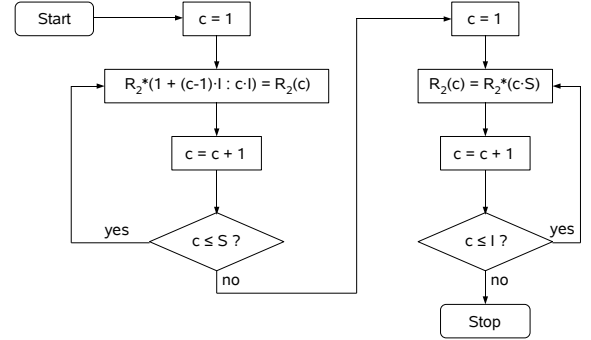 Start
c = 1
R₂*(1 + (c-1)·I : c·I) = R₂(c)
c = c + 1
c ≤ S ?
yes
no
c = 1
R₂(c) = R₂*(c·S)
c = c + 1
c ≤ I ?
yes
no
Stop